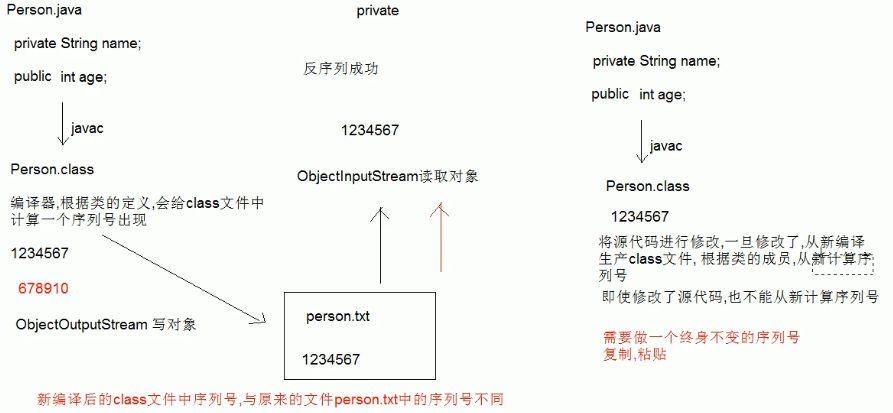 Person.java
private String name;
public int age;
javac
Person.class
编译器,根据类的定义,会给class文件中
计算一个序列号出现
1234567
678910
ObjectOutputStream 写对象
private
反序列成功
1234567
ObjectInputStream读取对象
person.txt
1234567
新编译后的class文件中序列号,与原来的文件person.txt中的序列号不同
Person.java
private String name;
public int age;
javac
Person.class
1234567
将源代码进行修改,一旦修改了,从新编译
生产class文件, 根据类的成员,从新计算序
列号
即使修改了源代码,也不能从新计算序列号
需要做一个终身不变的序列号
复制,粘贴